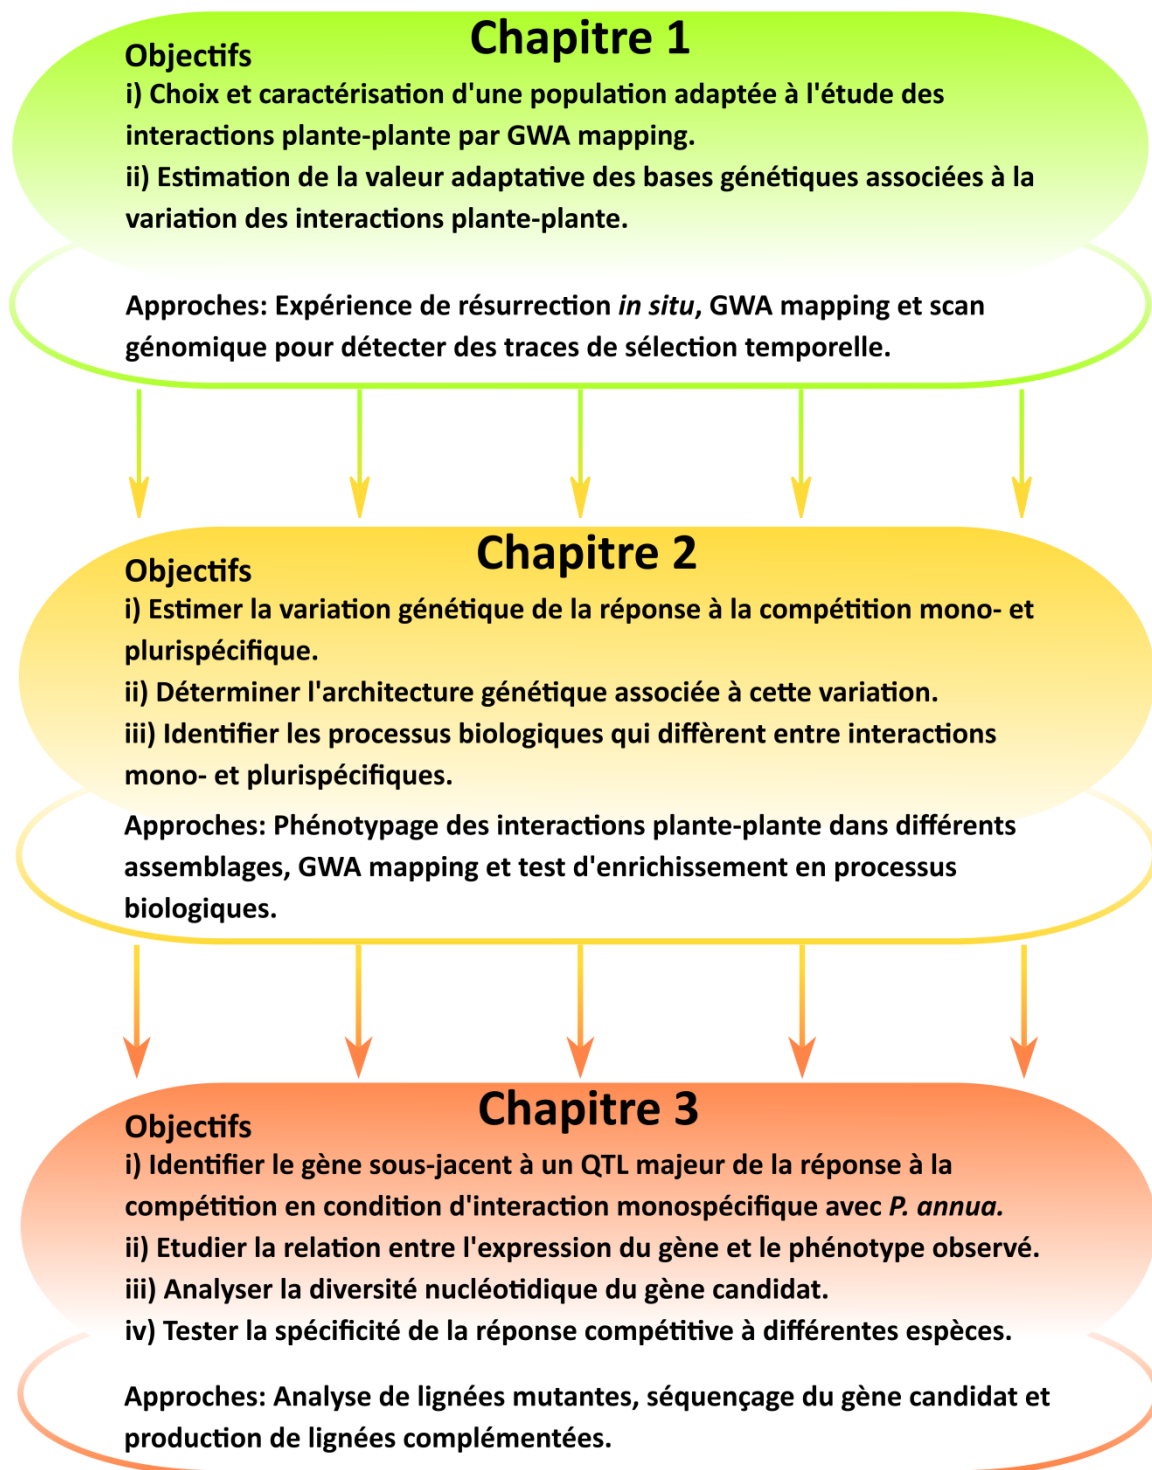 Chapitre 1
Objectifs
i) Choix et caractérisation d'une population adaptée à l'étude des
interactions plante-plante par GWA mapping.
ii) Estimation de la valeur adaptative des bases génétiques associées à la
variation des interactions plante-plante.
Approches: Expérience de résurrection in situ, GWA mapping et scan
génomique pour détecter des traces de sélection temporelle.
Chapitre 2
Objectifs
i) Estimer la variation génétique de la réponse à la compétition mono- et
plurispécifique.
ii) Déterminer l'architecture génétique associée à cette variation.
iii) Identifier les processus biologiques qui diffèrent entre interactions
mono- et plurispécifiques.
Approches: Phénotypage des interactions plante-plante dans différents
assemblages, GWA mapping et test d'enrichissement en processus
biologiques.
Chapitre 3
Objectifs
i) Identifier le gène sous-jacent à un QTL majeur de la réponse à la
compétition en condition d'interaction monospécifique avec P. annua.
ii) Etudier la relation entre l'expression du gène et le phénotype observé.
iii) Analyser la diversité nucléotidique du gène candidat.
iv) Tester la spécificité de la réponse compétitive à différentes espèces.
Approches: Analyse de lignées mutantes, séquençage du gène candidat et
production de lignées complémentées.